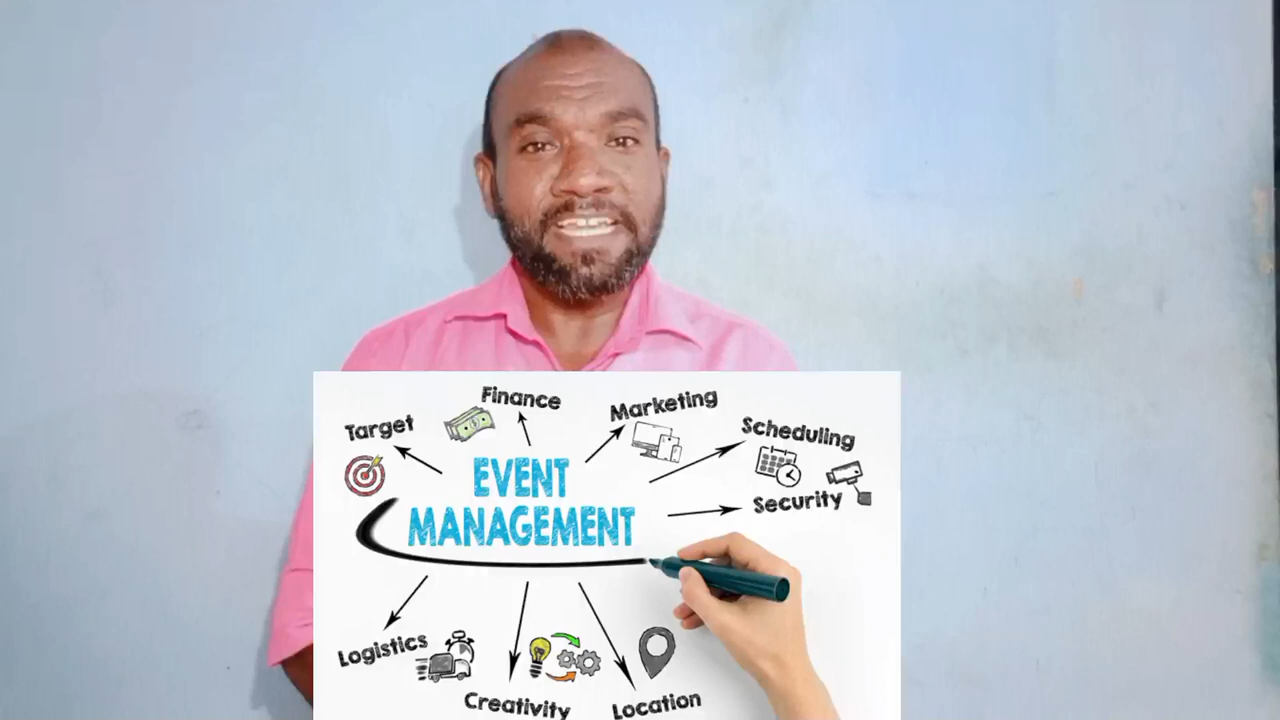 Finance
Marketing
Target
Scheduling
EVENT
MANAGEMENT
Security
Logistics
Creativity
Location